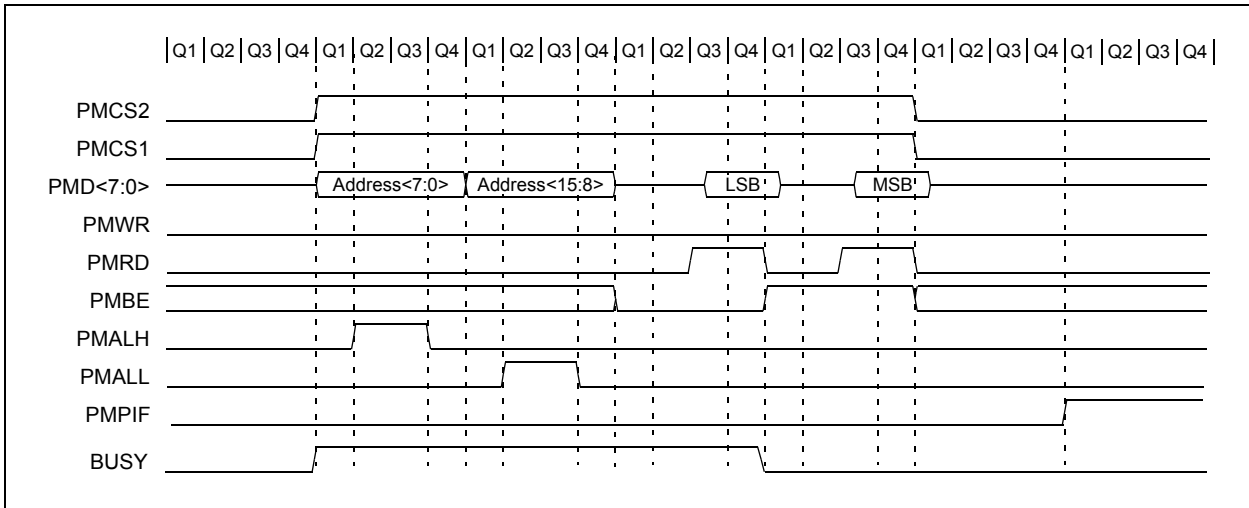 Q1 Q2 Q3 Q4 Q1 Q2 Q3 Q4 Q1 Q2 Q3 Q4 Q1 Q2 Q3 Q4 Q1 Q2 Q3 Q4 Q1 Q2 Q3 Q4 Q1 Q2 Q3 Q4
PMCS2
PMCS1
PMD<7:0> Address<7:0> Address<15:8> LSB MSB
PMWR
PMRD
PMBE
PMALH
PMALL
PMPIF
BUSY